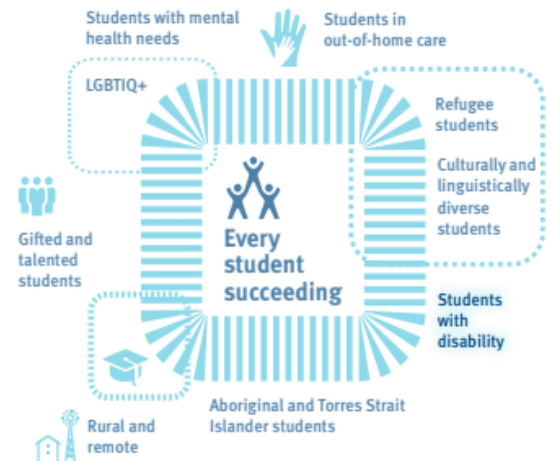 Students with mental
health needs
Students in
out-of-home care
LGBTIQ+
Refugee
students
Culturally and
linguistically
diverse
students
Every
student
succeeding
Gifted and
talented
students
Students
with
disability
Aboriginal and Torres Strait
Islander students
Rural and
remote